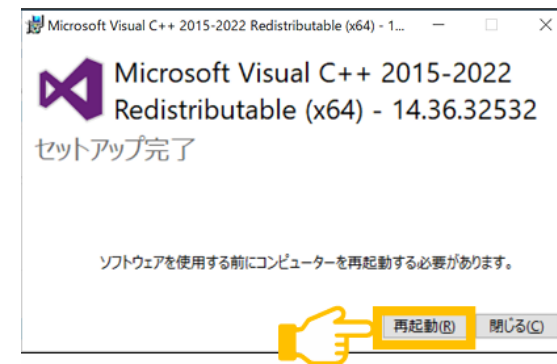 Microsoft Visual C++ 2015-2022 Redistributable (x64) - 1...
Microsoft Visual C++ 2015-2022
Redistributable (x64) - 14.36.32532
セットアップ完了
ソフトウェアを使用する前にコンピューターを再起動する必要があります。
再起動(R) 閉じる(C)